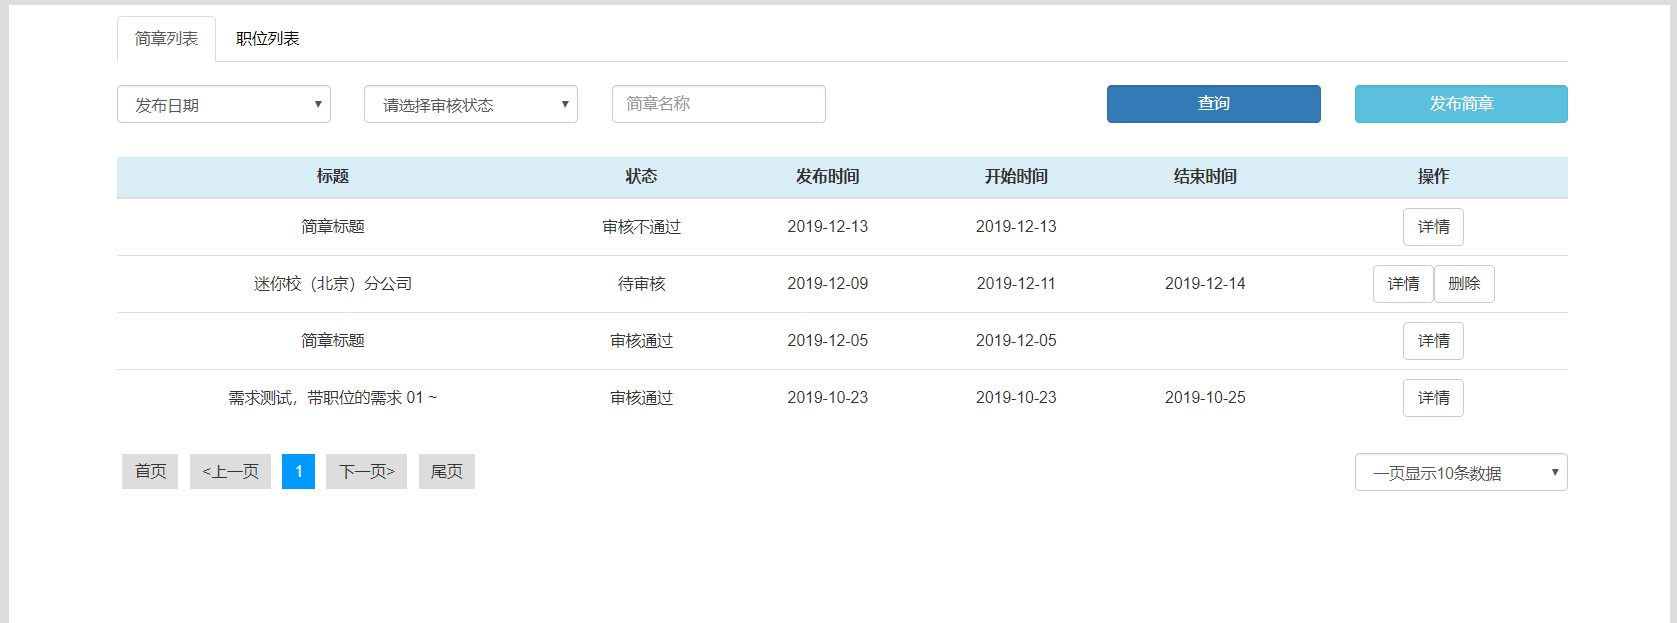 简章列表 职位列表
发布日期 请选择审核状态 简章名称 查询 发布简章
标题 状态 发布时间 开始时间 结束时间 操作
简章标题 审核不通过 2019-12-13 2019-12-13 详情
迷你校（北京）分公司 待审核 2019-12-09 2019-12-11 2019-12-14 详情 删除
简章标题 审核通过 2019-12-05 2019-12-05 详情
需求测试，带职位的需求 01 ~ 审核通过 2019-10-23 2019-10-23 2019-10-25 详情
首页 <上一页 1 下一页> 尾页 一页显示10条数据